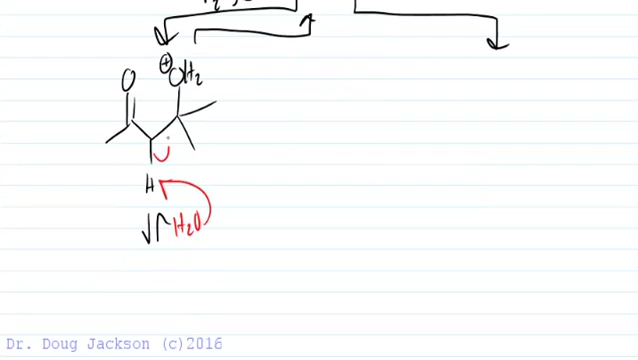 ⊕
O OH₂
H
H₂O
Dr. Doug Jackson (c)2016